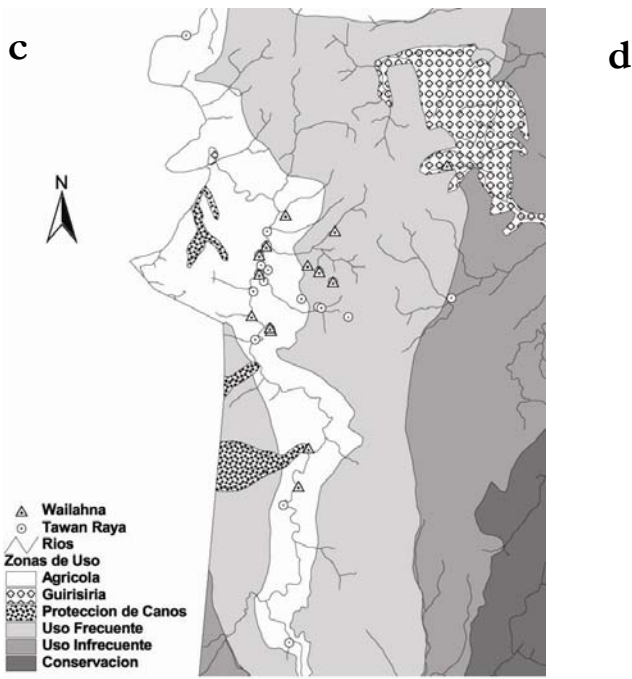 c
d
N
Wailahna
Tawan Raya
Rios
Zonas de Uso
Agricola
Guirisiria
Proteccion de Canos
Uso Frecuente
Uso Infrecuente
Conservacion